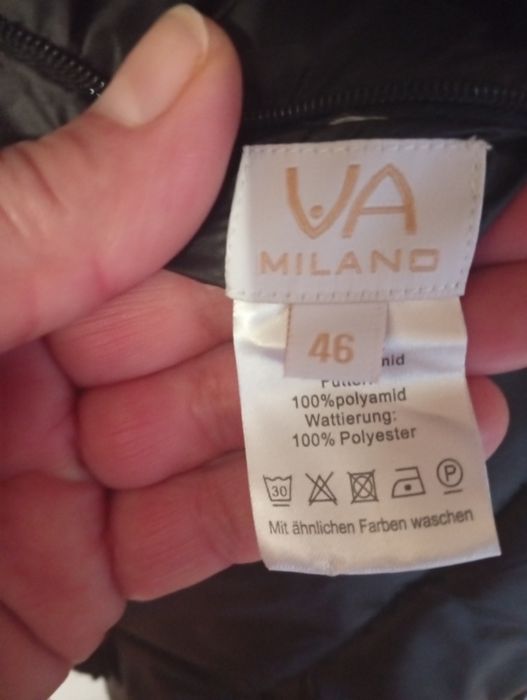 VA
MILANO
46
Futter:
100%polyamid
Wattierung:
100% Polyester
30
P
Mit ähnlichen Farben waschen